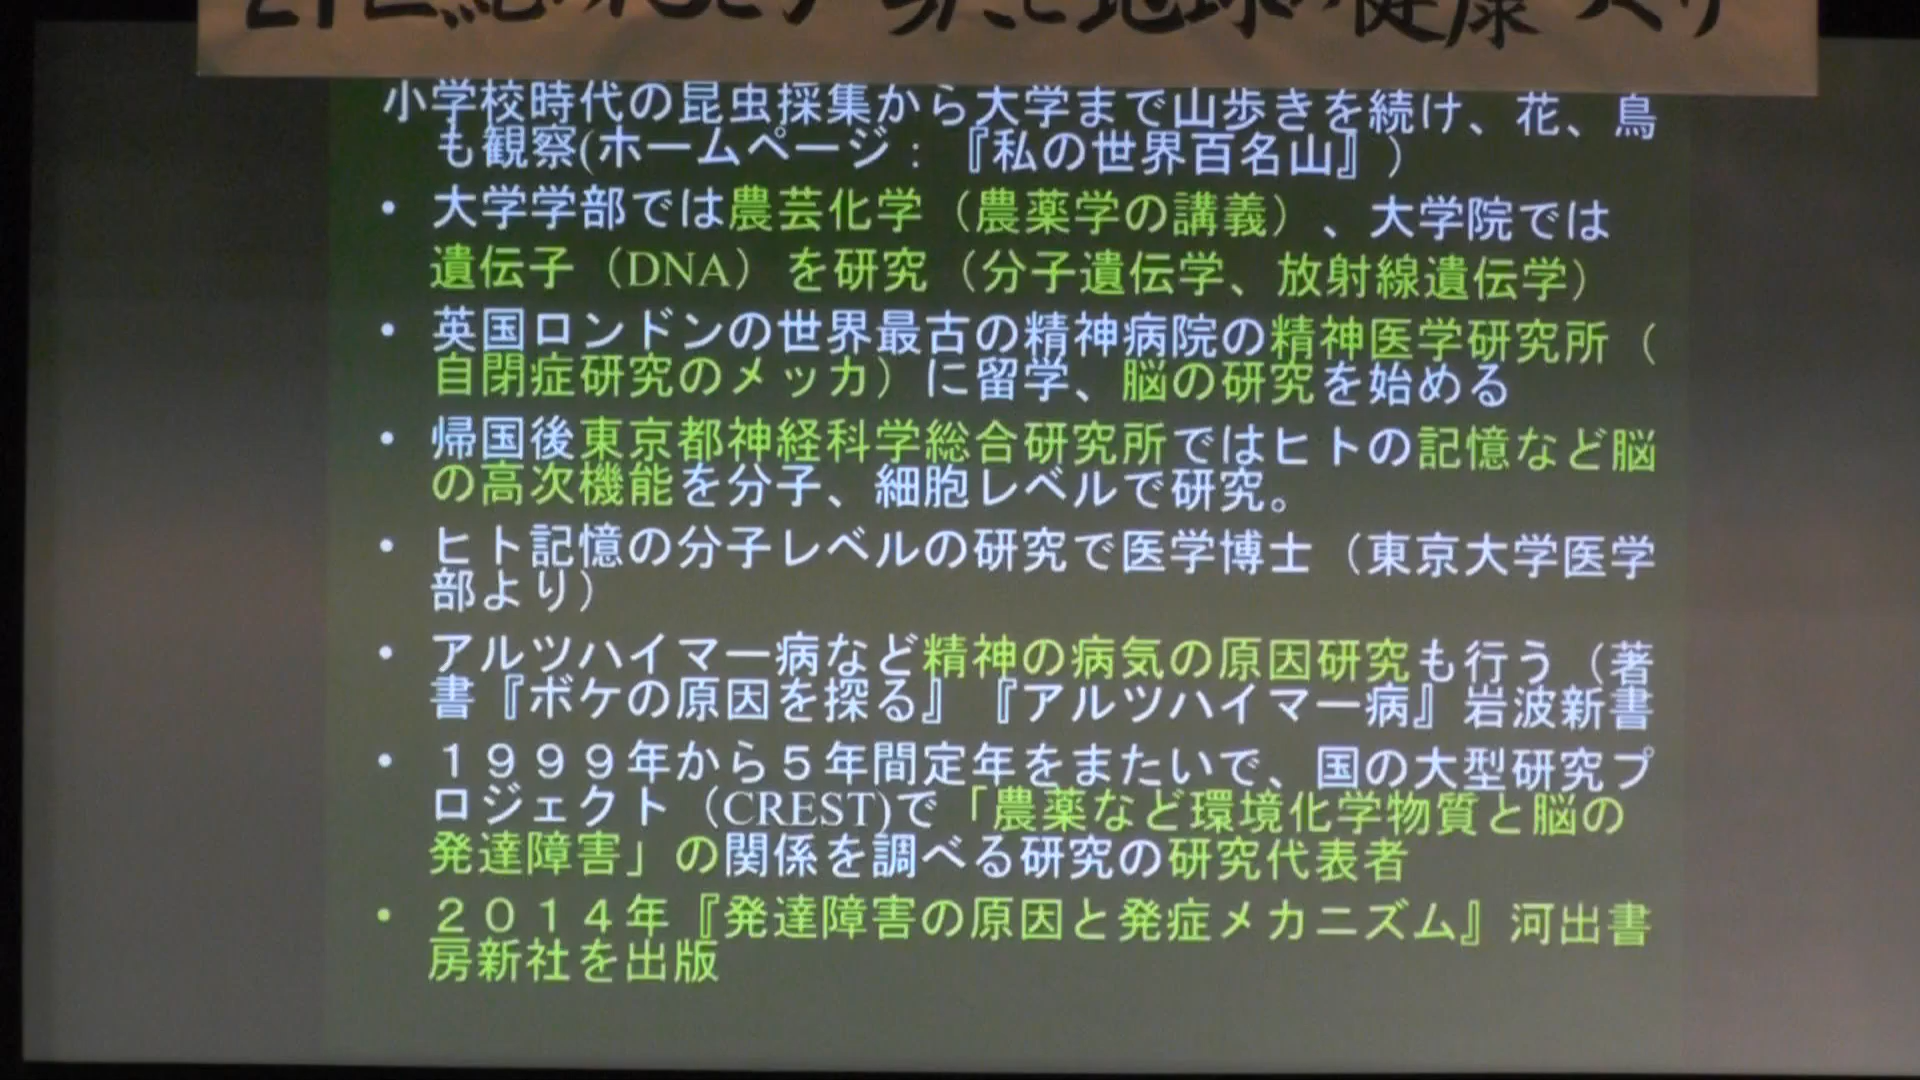 小学校時代の昆虫採集から大学まで山歩きを続け、花、鳥
も観察(ホームページ：『私の世界百名山』)
• 大学学部では農芸化学（農薬学の講義）、大学院では
遺伝子（DNA）を研究（分子遺伝学、放射線遺伝学）
• 英国ロンドンの世界最古の精神病院の精神医学研究所（
自閉症研究のメッカ）に留学、脳の研究を始める
• 帰国後東京都神経科学総合研究所ではヒトの記憶など脳
の高次機能を分子、細胞レベルで研究。
• ヒト記憶の分子レベルの研究で医学博士（東京大学医学
部より）
• アルツハイマー病など精神の病気の原因研究も行う（著
書『ボケの原因を探る』『アルツハイマー病』岩波新書
• １９９９年から５年間定年をまたいで、国の大型研究プ
ロジェクト（CREST)で「農薬など環境化学物質と脳の
発達障害」の関係を調べる研究の研究代表者
• ２０１４年『発達障害の原因と発症メカニズム』河出書
房新社を出版